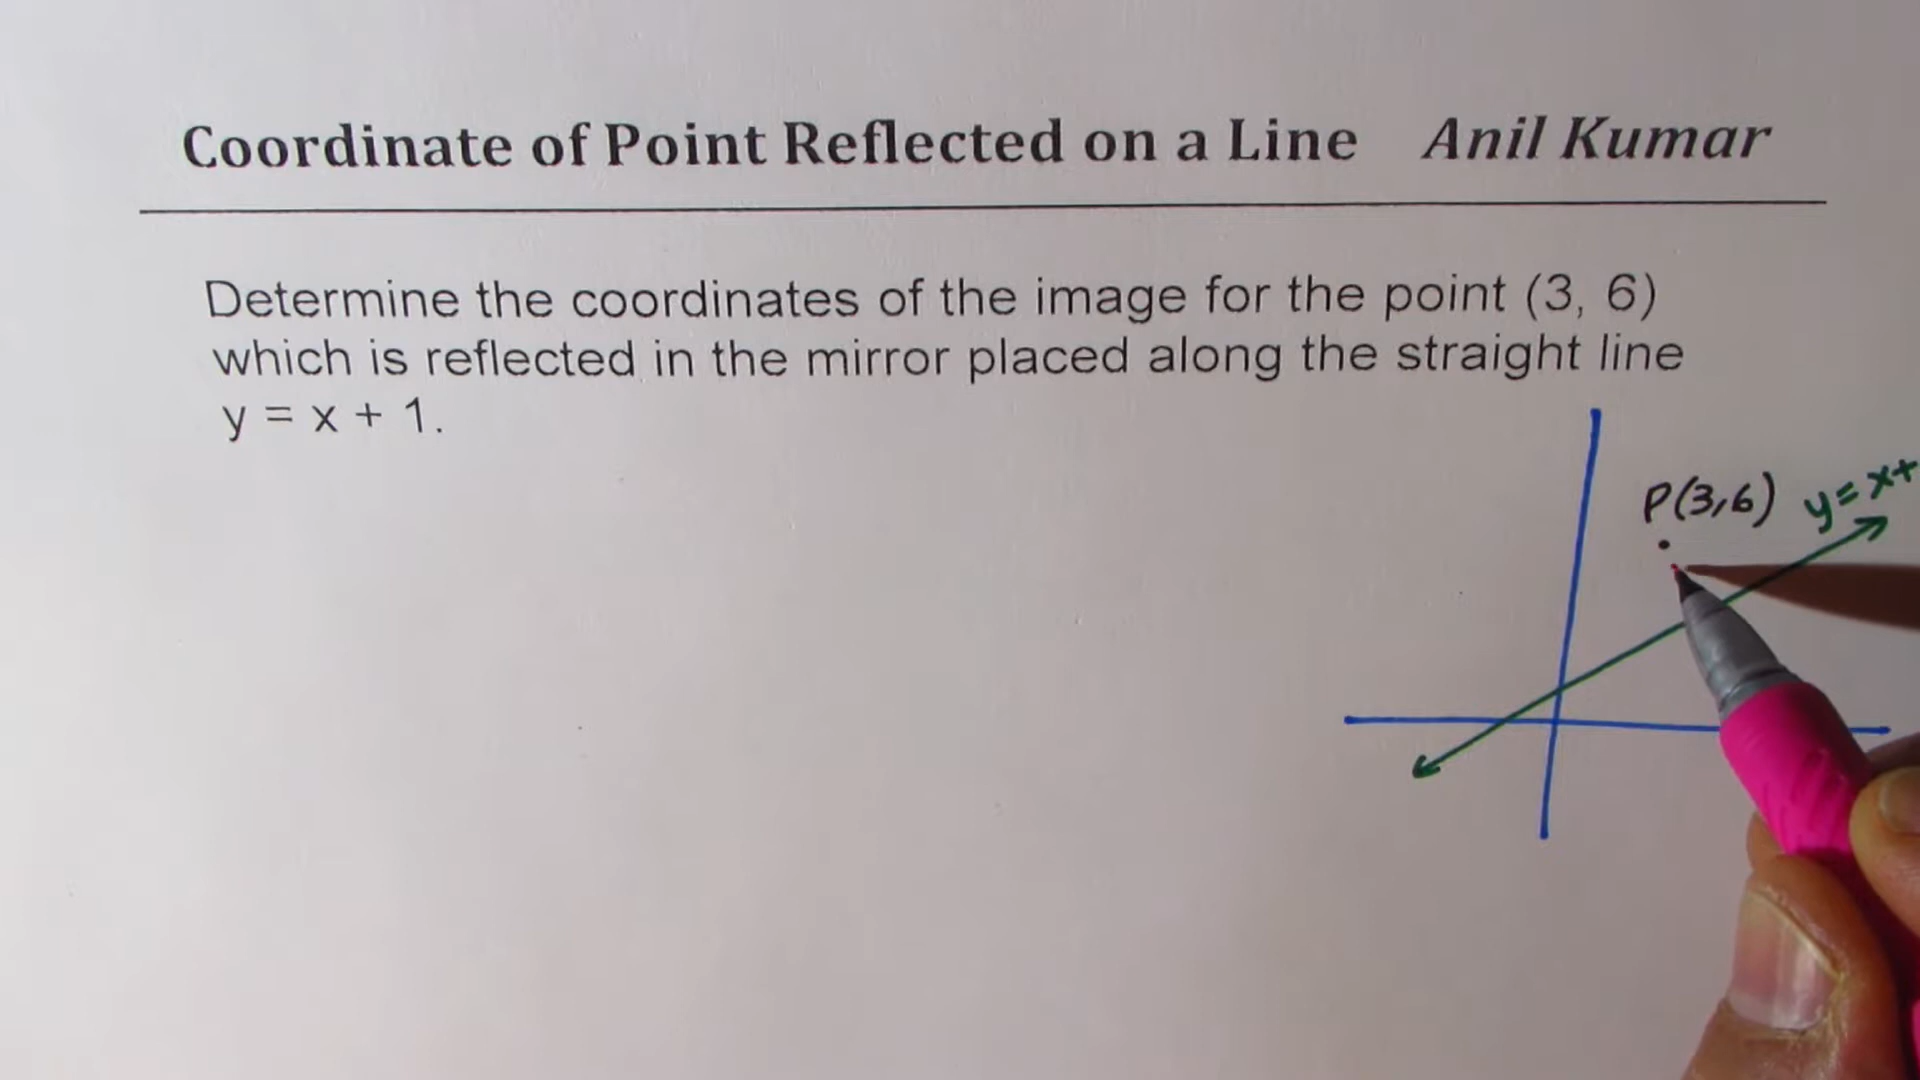 Coordinate of Point Reflected on a Line Anil Kumar
Determine the coordinates of the image for the point (3, 6)
which is reflected in the mirror placed along the straight line
y = x + 1.
P(3,6) y=x+